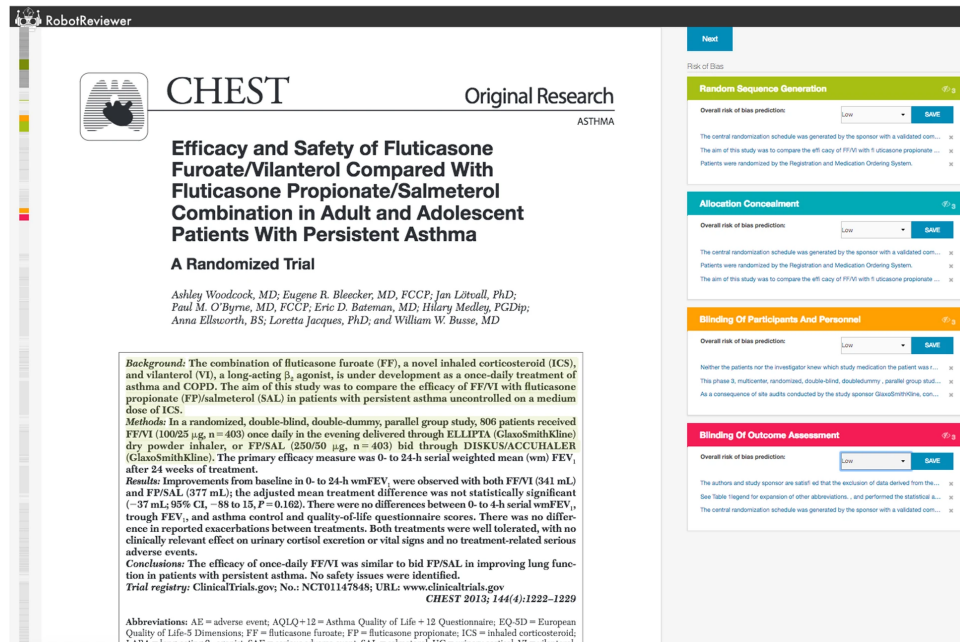 RobotReviewer
CHEST
Original Research
ASTHMA
Efficacy and Safety of Fluticasone
Furoate/Vilanterol Compared With
Fluticasone Propionate/Salmeterol
Combination in Adult and Adolescent
Patients With Persistent Asthma
A Randomized Trial
Ashley Woodcock, MD; Eugene R. Bleecker, MD, FCCP; Jan Lötvall, PhD;
Paul M. O'Byrne, MD, FCCP; Eric D. Bateman, MD; Hilary Medley, PGDip;
Anna Ellsworth, BS; Loretta Jacques, PhD; and William W. Busse, MD
Background: The combination of fluticasone furoate (FF), a novel inhaled corticosteroid (ICS),
and vilanterol (VI), a long-acting β₂ agonist, is under development as a once-daily treatment of
asthma and COPD. The aim of this study was to compare the efficacy of FF/VI with fluticasone
propionate (FP)/salmeterol (SAL) in patients with persistent asthma uncontrolled on a medium
dose of ICS.
Methods: In a randomized, double-blind, double-dummy, parallel group study, 806 patients received
FF/VI (100/25 μg, n = 403) once daily in the evening delivered through ELLIPTA (GlaxoSmithKline)
dry powder inhaler, or FP/SAL (250/50 μg, n = 403) bid through DISKUS/ACCUHALER
(GlaxoSmithKline). The primary efficacy measure was 0- to 24-h serial weighted mean (wm) FEV₁
after 24 weeks of treatment.
Results: Improvements from baseline in 0- to 24-h wmFEV₁ were observed with both FF/VI (341 mL)
and FP/SAL (377 mL); the adjusted mean treatment difference was not statistically significant
(−37 mL; 95% CI, −88 to 15, P = 0.162). There were no differences between 0- to 4-h serial wmFEV₁,
trough FEV₁, and asthma control and quality-of-life questionnaire scores. There was no differ-
ence in reported exacerbations between treatments. Both treatments were well tolerated, with no
clinically relevant effect on urinary cortisol excretion or vital signs and no treatment-related serious
adverse events.
Conclusions: The efficacy of once-daily FF/VI was similar to bid FP/SAL in improving lung func-
tion in patients with persistent asthma. No safety issues were identified.
Trial registry: ClinicalTrials.gov; No.: NCT01147848; URL: www.clinicaltrials.gov
CHEST 2013; 144(4):1222–1229
Abbreviations: AE = adverse event; AQLQ+12 = Asthma Quality of Life + 12 Questionnaire; EQ-5D = European
Quality of Life-5 Dimensions; FF = fluticasone furoate; FP = fluticasone propionate; ICS = inhaled corticosteroid;
Next
Risk of Bias
Random Sequence Generation
3
Overall risk of bias prediction:
Low
SAVE
The central randomization schedule was generated by the sponsor with a validated com...
The aim of this study was to compare the effi cacy of FF/VI with fl uticasone propionate ...
Patients were randomized by the Registration and Medication Ordering System.
Allocation Concealment
3
Overall risk of bias prediction:
Low
SAVE
The central randomization schedule was generated by the sponsor with a validated com...
Patients were randomized by the Registration and Medication Ordering System.
The aim of this study was to compare the effi cacy of FF/VI with fl uticasone propionate ...
Blinding Of Participants And Personnel
3
Overall risk of bias prediction:
Low
SAVE
Neither the patients nor the investigator knew which study medication the patient was r...
This phase 3, multicenter, randomized, double-blind, doubledummy , parallel group stud...
As a consequence of site audits conducted by the study sponsor GlaxoSmithKline, con...
Blinding Of Outcome Assessment
3
Overall risk of bias prediction:
Low
SAVE
The authors and study sponsor are satisfi ed that the exclusion of data derived from the...
See Table 1legend for expansion of other abbreviations. , and performed the statistical a...
The central randomization schedule was generated by the sponsor with a validated com...